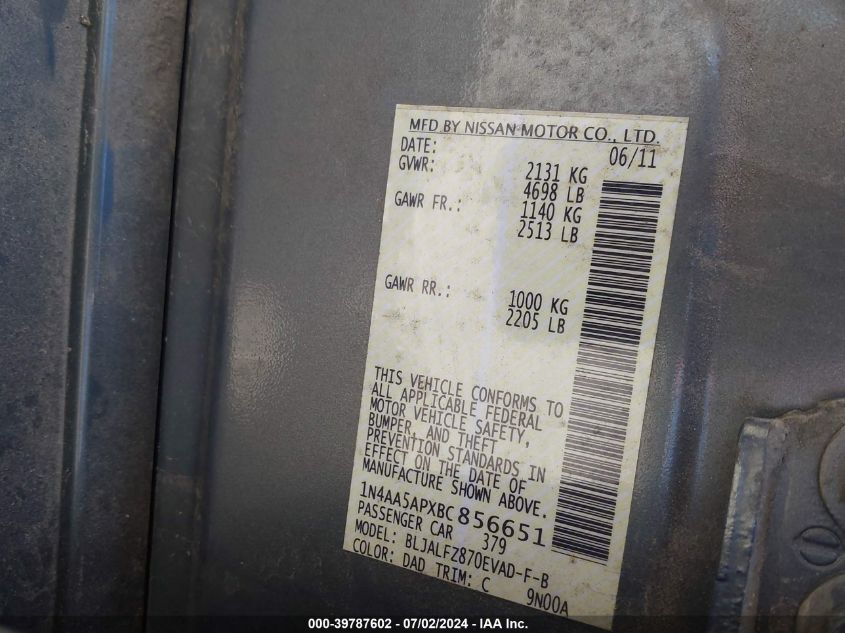 MFD.BY NISSAN MOTOR CO., LTD.
DATE: 06/11
GVWR: 2131 KG
4698 LB
GAWR FR.: 1140 KG
2513 LB
GAWR RR.: 1000 KG
2205 LB
THIS VEHICLE CONFORMS TO
ALL APPLICABLE FEDERAL
MOTOR VEHICLE SAFETY,
BUMPER, AND THEFT
PREVENTION STANDARDS IN
EFFECT ON THE DATE OF
MANUFACTURE SHOWN ABOVE.
1N4AA5APXBC856651
PASSENGER CAR 379
MODEL: BLJALFZ870EVAD-F-B
COLOR: DAD TRIM: C 9N00A
000-39787602 - 07/02/2024 - IAA Inc.